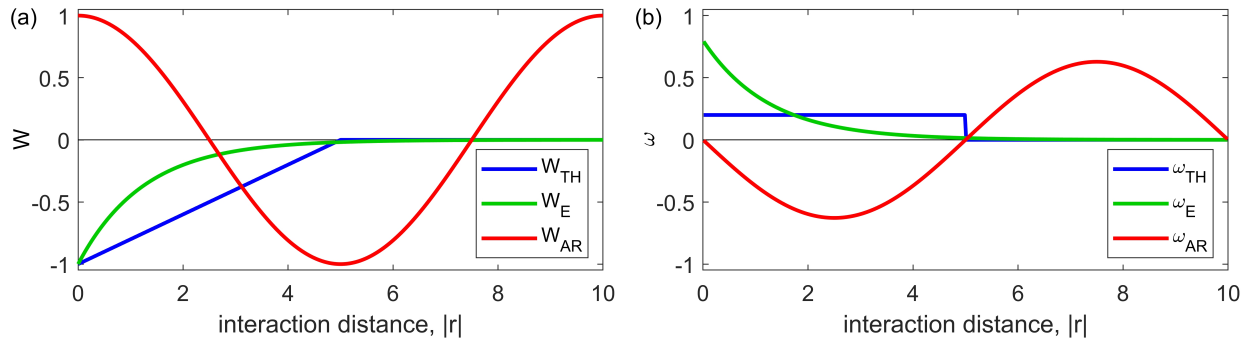 (a)
1
0.5
0
-0.5
-1
W
W_TH
W_E
W_AR
0 2 4 6 8 10
interaction distance, |r|
(b)
1
0.5
0
-0.5
-1
ω
ω_TH
ω_E
ω_AR
0 2 4 6 8 10
interaction distance, |r|